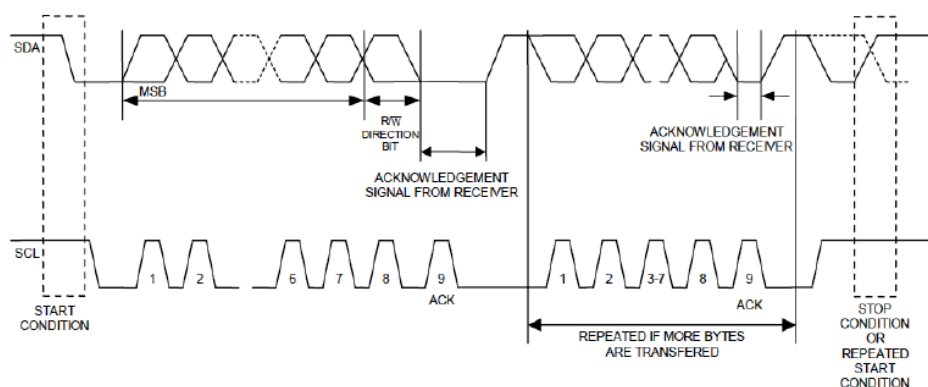 SDA
MSB
R/W̅
DIRECTION
BIT
ACKNOWLEDGEMENT
SIGNAL FROM RECEIVER
ACKNOWLEDGEMENT
SIGNAL FROM RECEIVER
SCL
1 2 6 7 8 9 1 2 3-7 8 9
ACK
ACK
START
CONDITION
REPEATED IF MORE BYTES
ARE TRANSFERED
STOP
CONDITION
OR
REPEATED
START
CONDITION